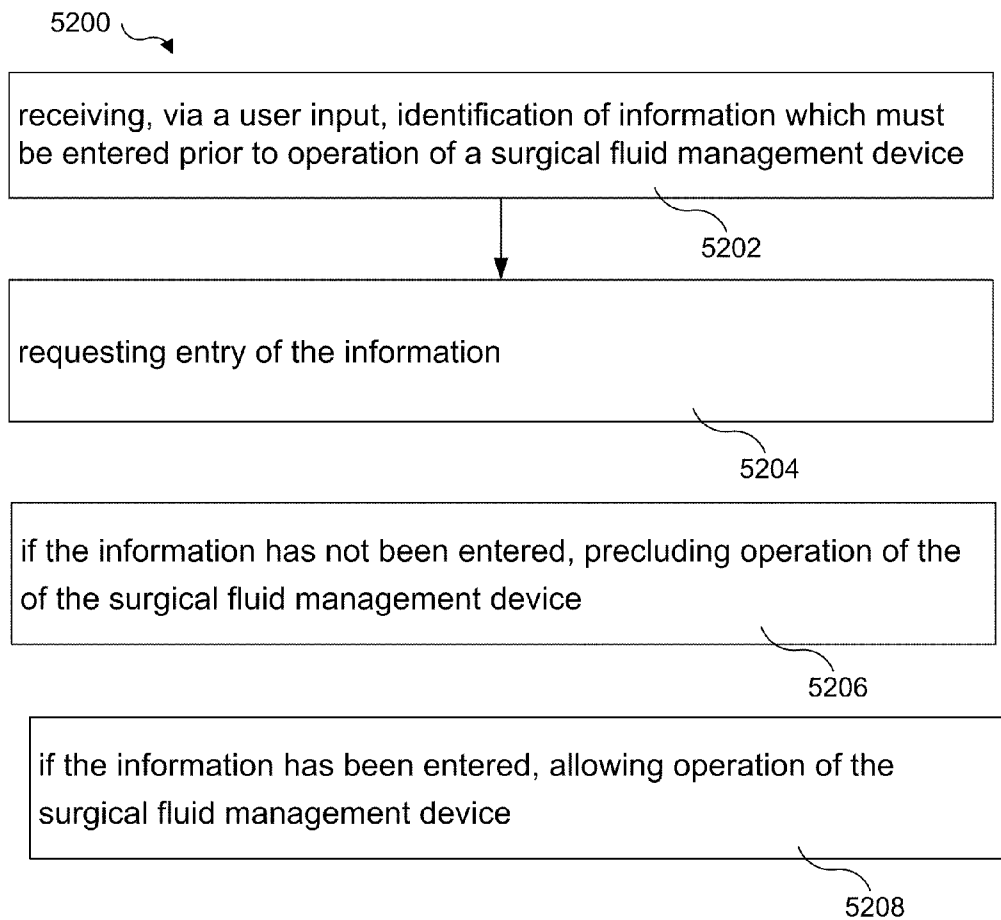 5200
receiving, via a user input, identification of information which must
be entered prior to operation of a surgical fluid management device
5202
requesting entry of the information
5204
if the information has not been entered, precluding operation of the
of the surgical fluid management device
5206
if the information has been entered, allowing operation of the
surgical fluid management device
5208